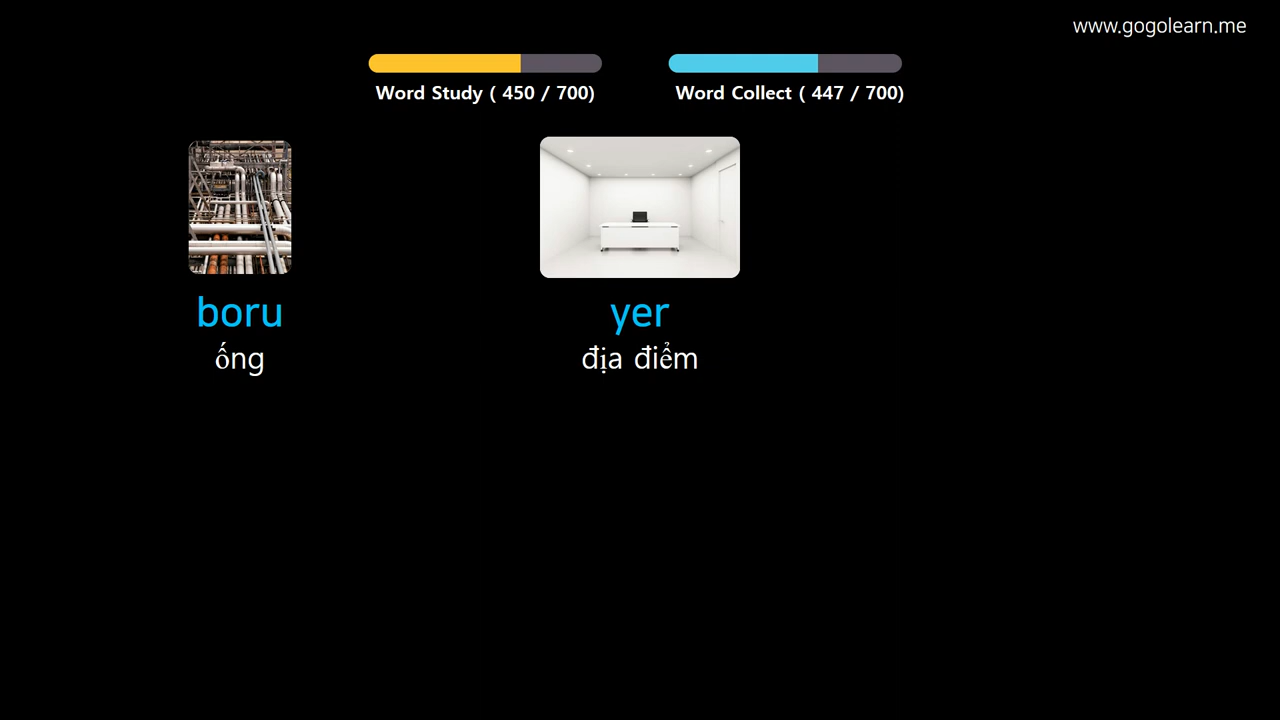 www.gogolearn.me
Word Study ( 450 / 700)
Word Collect ( 447 / 700)
boru
ống
yer
địa điểm